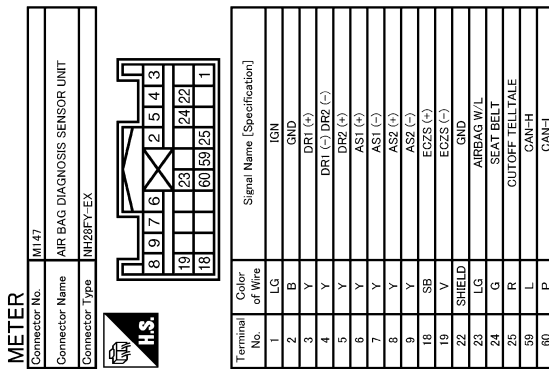 METER
Connector No. M147
Connector Name AIR BAG DIAGNOSIS SENSOR UNIT
Connector Type NH28FY-EX
H.S.
8 9 7 6 2 5 4 3
19 23 24 22
18 60 59 25 1
Terminal No. Color of Wire Signal Name [Specification]
1 LG IGN
2 B GND
3 Y DR1 (+)
4 Y DR1 (-) DR2 (-)
5 Y DR2 (+)
6 Y AS1 (+)
7 Y AS1 (-)
8 Y AS2 (+)
9 Y AS2 (-)
18 SB ECZS (+)
19 V ECZS (-)
22 SHIELD GND
23 LG AIRBAG W/L
24 G SEAT BELT
25 R CUTOFF TELLTALE
59 L CAN-H
60 P CAN-L